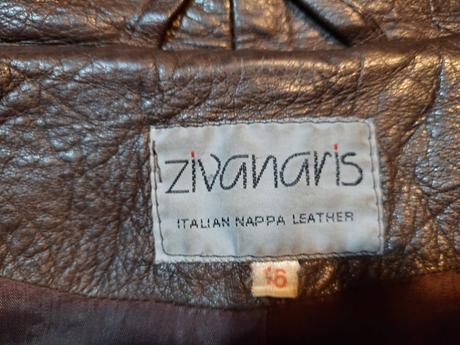 zivanaris
ITALIAN NAPPA LEATHER
16